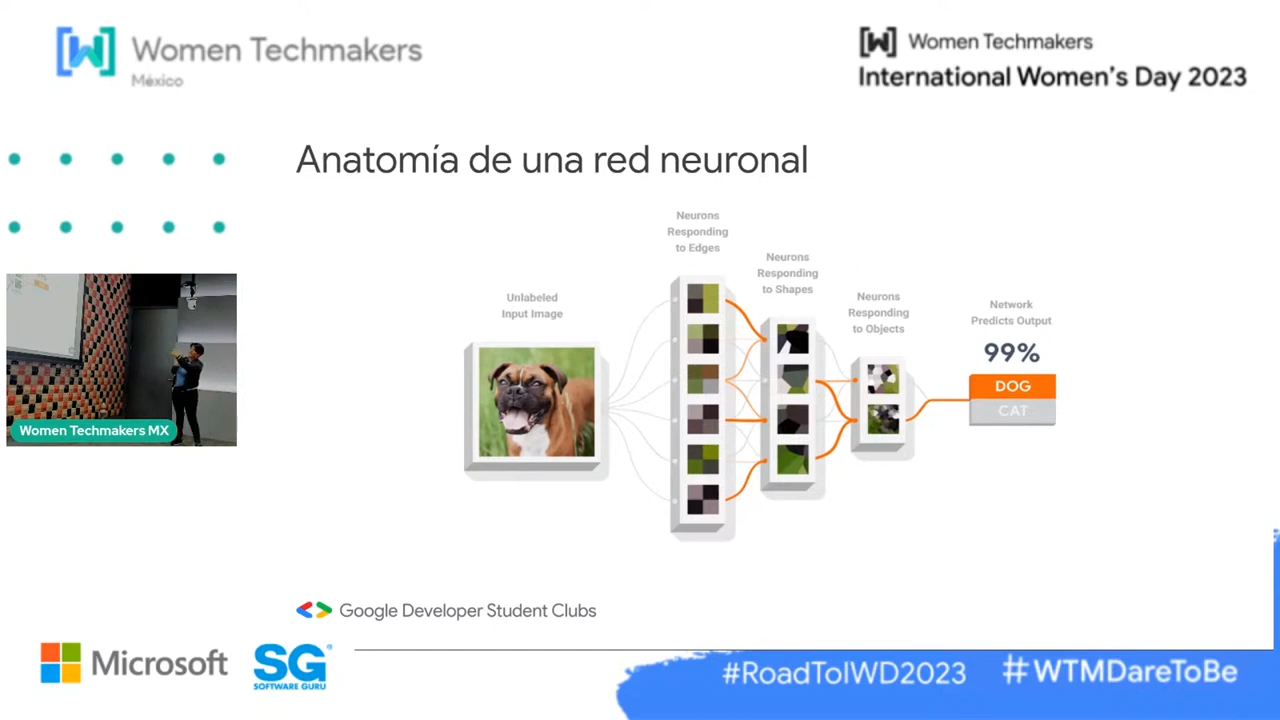 Women Techmakers
México
Women Techmakers
International Women's Day 2023
Anatomía de una red neuronal
Neurons
Responding
to Edges
Neurons
Responding
to Shapes
Neurons
Responding
to Objects
Unlabeled
Input Image
Network
Predicts Output
99%
DOG
CAT
Women Techmakers MX
Google Developer Student Clubs
Microsoft
SG
SOFTWARE GURU
#RoadToIWD2023
#WTMDareToBe